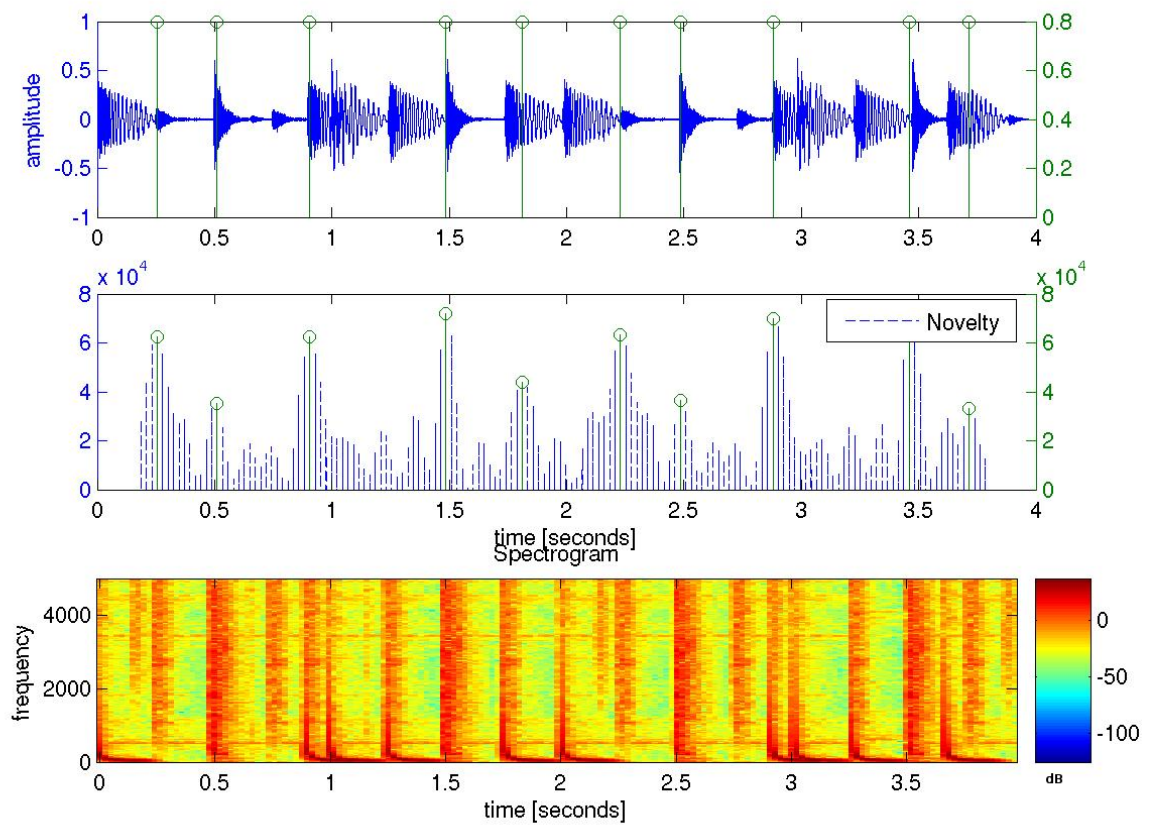 1 0.8
0.5 0.6
0 0.4
-0.5 0.2
-1 0
amplitude
0 0.5 1 1.5 2 2.5 3 3.5 4
x 10^4 x 10^4
8 8
Novelty
6 6
4 4
2 2
0 0
0 0.5 1 1.5 2 2.5 3 3.5 4
time [seconds]
Spectrogram
4000
2000
0
frequency
0
-50
-100
dB
0 0.5 1 1.5 2 2.5 3 3.5
time [seconds]